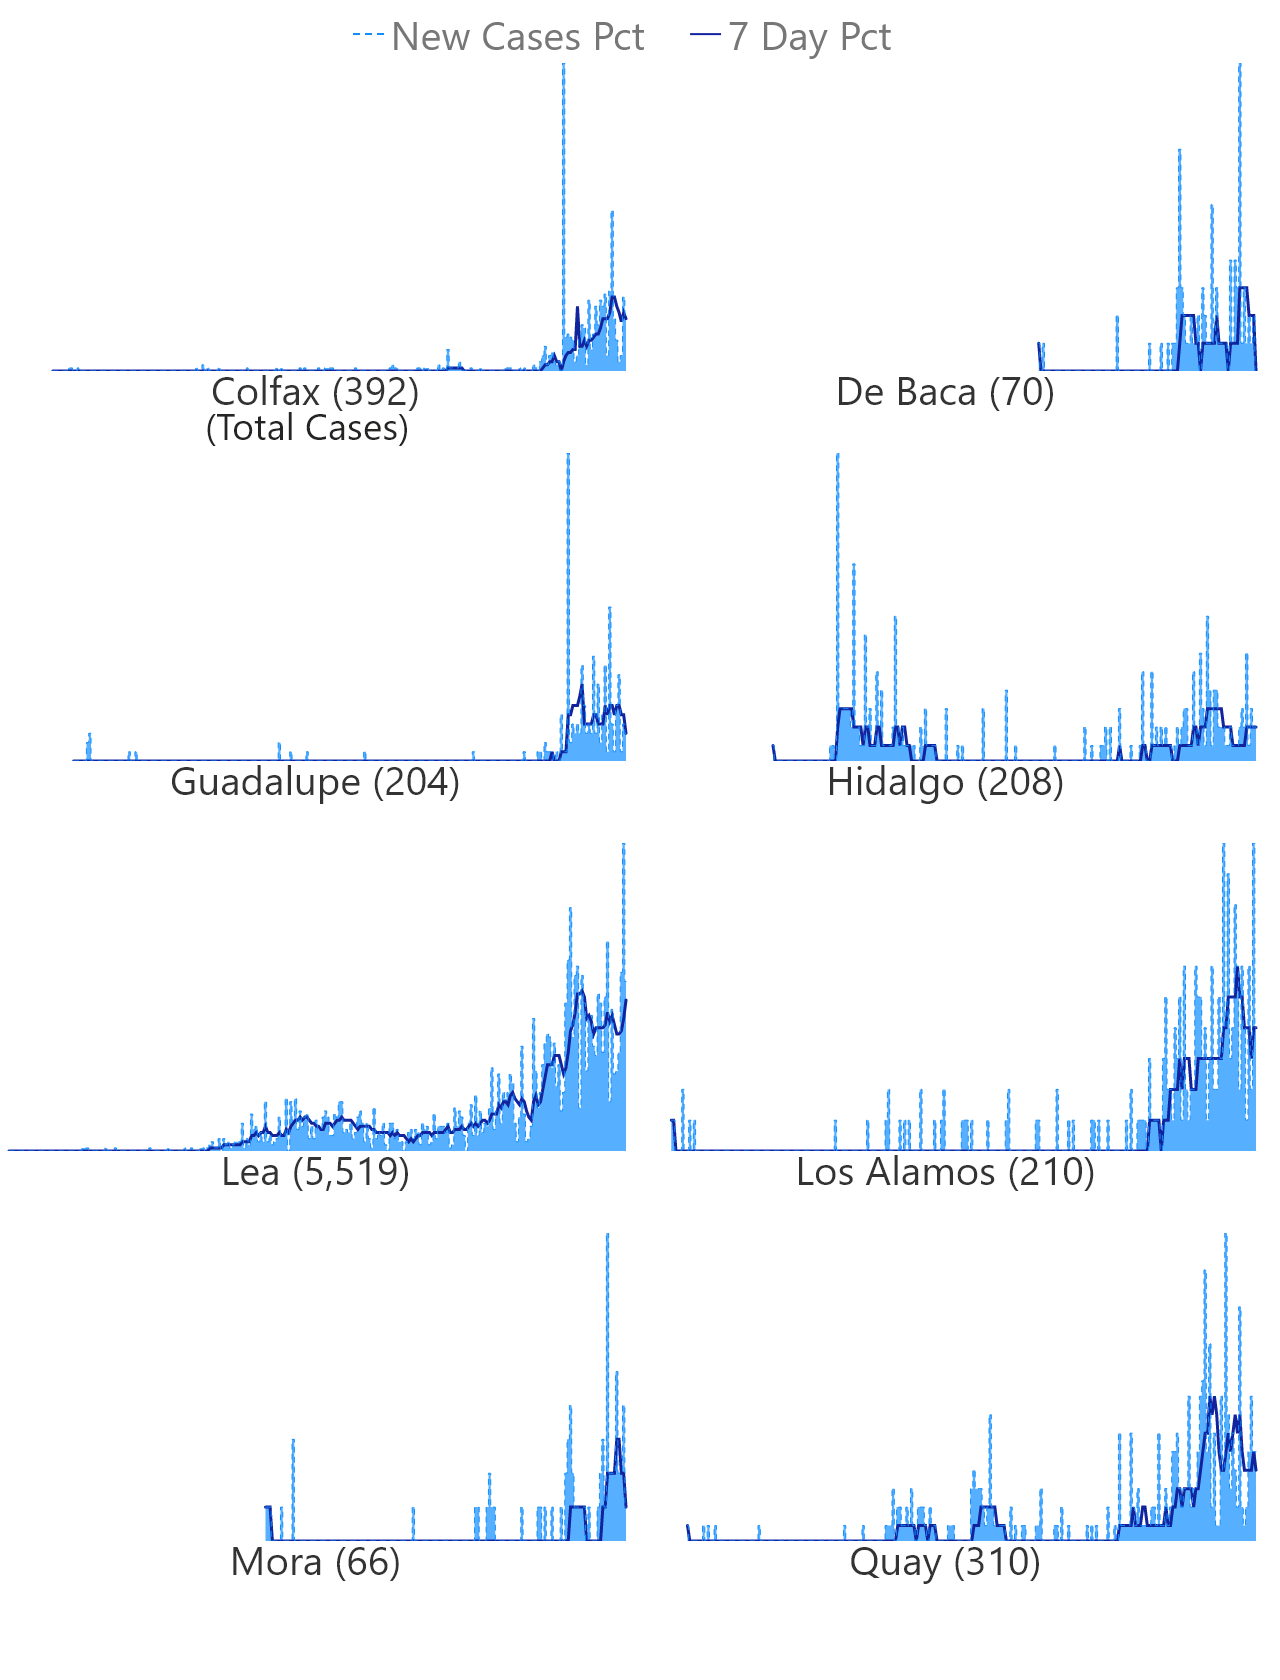 New Cases Pct 7 Day Pct
Colfax (392) De Baca (70)
(Total Cases)
Guadalupe (204) Hidalgo (208)
Lea (5,519) Los Alamos (210)
Mora (66) Quay (310)